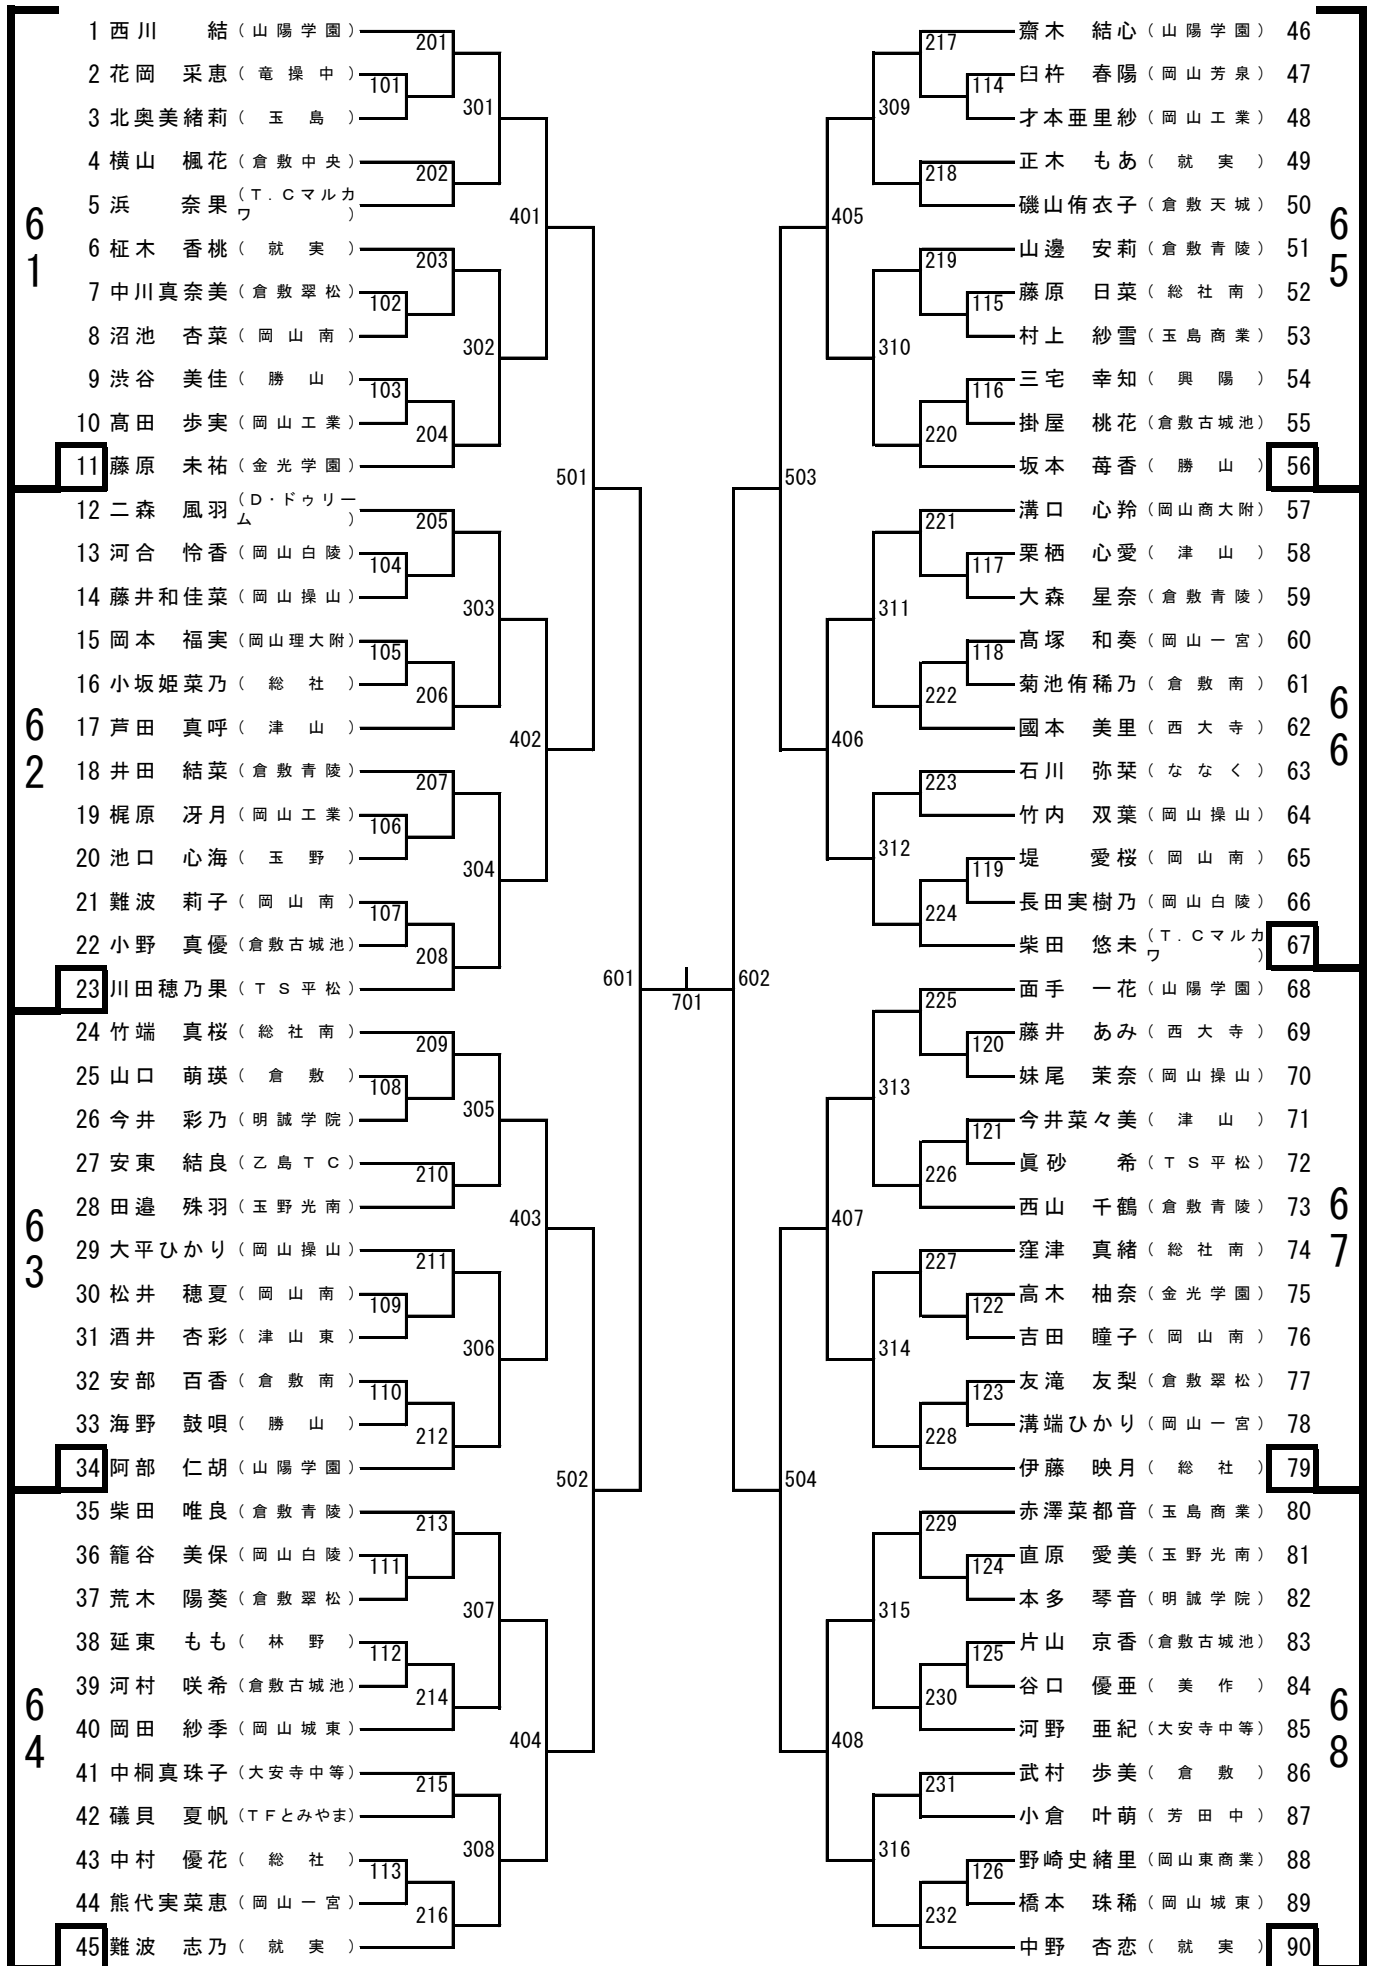 1 西川 結 (山陽学園)
2 花岡 采恵 (竜操中)
3 北奥美緒莉 (玉島)
4 横山 楓花 (倉敷中央)
5 浜 奈果 (T.Cマルカワ)
6 柾木 香桃 (就実)
7 中川真奈美 (倉敷翠松)
8 沼池 杏菜 (岡山南)
9 渋谷 美佳 (勝山)
10 髙田 歩実 (岡山工業)
11 藤原 未祐 (金光学園)
12 二森 風羽 (D・ドゥリーム)
13 河合 怜香 (岡山白陵)
14 藤井和佳菜 (岡山操山)
15 岡本 福実 (岡山理大附)
16 小坂姫菜乃 (総社)
17 芦田 真呼 (津山)
18 井田 結菜 (倉敷青陵)
19 梶原 冴月 (岡山工業)
20 池口 心海 (玉野)
21 難波 莉子 (岡山南)
22 小野 真優 (倉敷古城池)
23 川田穂乃果 (TS平松)
24 竹端 真桜 (総社南)
25 山口 萌瑛 (倉敷)
26 今井 彩乃 (明誠学院)
27 安東 結良 (乙島TC)
28 田邉 殊羽 (玉野光南)
29 大平ひかり (岡山操山)
30 松井 穂夏 (岡山南)
31 酒井 杏彩 (津山東)
32 安部 百香 (倉敷南)
33 海野 鼓唄 (勝山)
34 阿部 仁胡 (山陽学園)
35 柴田 唯良 (倉敷青陵)
36 籠谷 美保 (岡山白陵)
37 荒木 陽葵 (倉敷翠松)
38 延東 もも (林野)
39 河村 咲希 (倉敷古城池)
40 岡田 紗季 (岡山城東)
41 中桐真珠子 (大安寺中等)
42 礒貝 夏帆 (TFとみやま)
43 中村 優花 (総社)
44 熊代実菜恵 (岡山一宮)
45 難波 志乃 (就実)
61
62
63
64
101
102
103
104
105
106
107
108
109
110
111
112
113
201
202
203
204
205
206
207
208
209
210
211
212
213
214
215
216
301
302
303
304
305
306
307
308
401
402
403
404
501
502
601
701
602
503
504
405
406
407
408
309
310
311
312
313
314
315
316
217
218
219
220
221
222
223
224
225
226
227
228
229
230
231
232
114
115
116
117
118
119
120
121
122
123
124
125
126
齋木 結心 (山陽学園) 46
臼杵 春陽 (岡山芳泉) 47
才本亜里紗 (岡山工業) 48
正木 もあ (就実) 49
磯山侑衣子 (倉敷天城) 50
山邊 安莉 (倉敷青陵) 51
藤原 日菜 (総社南) 52
村上 紗雪 (玉島商業) 53
三宅 幸知 (興陽) 54
掛屋 桃花 (倉敷古城池) 55
坂本 苺香 (勝山) 56
溝口 心羚 (岡山商大附) 57
栗栖 心愛 (津山) 58
大森 星奈 (倉敷青陵) 59
髙塚 和奏 (岡山一宮) 60
菊池侑稀乃 (倉敷南) 61
國本 美里 (西大寺) 62
石川 弥栞 (ななく) 63
竹内 双葉 (岡山操山) 64
堤 愛桜 (岡山南) 65
長田実樹乃 (岡山白陵) 66
柴田 悠未 (T.Cマルカワ) 67
面手 一花 (山陽学園) 68
藤井 あみ (西大寺) 69
妹尾 茉奈 (岡山操山) 70
今井菜々美 (津山) 71
眞砂 希 (TS平松) 72
西山 千鶴 (倉敷青陵) 73
窪津 真緒 (総社南) 74
高木 柚奈 (金光学園) 75
吉田 瞳子 (岡山南) 76
友滝 友梨 (倉敷翠松) 77
溝端ひかり (岡山一宮) 78
伊藤 映月 (総社) 79
赤澤菜都音 (玉島商業) 80
直原 愛美 (玉野光南) 81
本多 琴音 (明誠学院) 82
片山 京香 (倉敷古城池) 83
谷口 優亜 (美作) 84
河野 亜紀 (大安寺中等) 85
武村 歩美 (倉敷) 86
小倉 叶萌 (芳田中) 87
野崎史緒里 (岡山東商業) 88
橋本 珠稀 (岡山城東) 89
中野 杏恋 (就実) 90
65
66
67
68